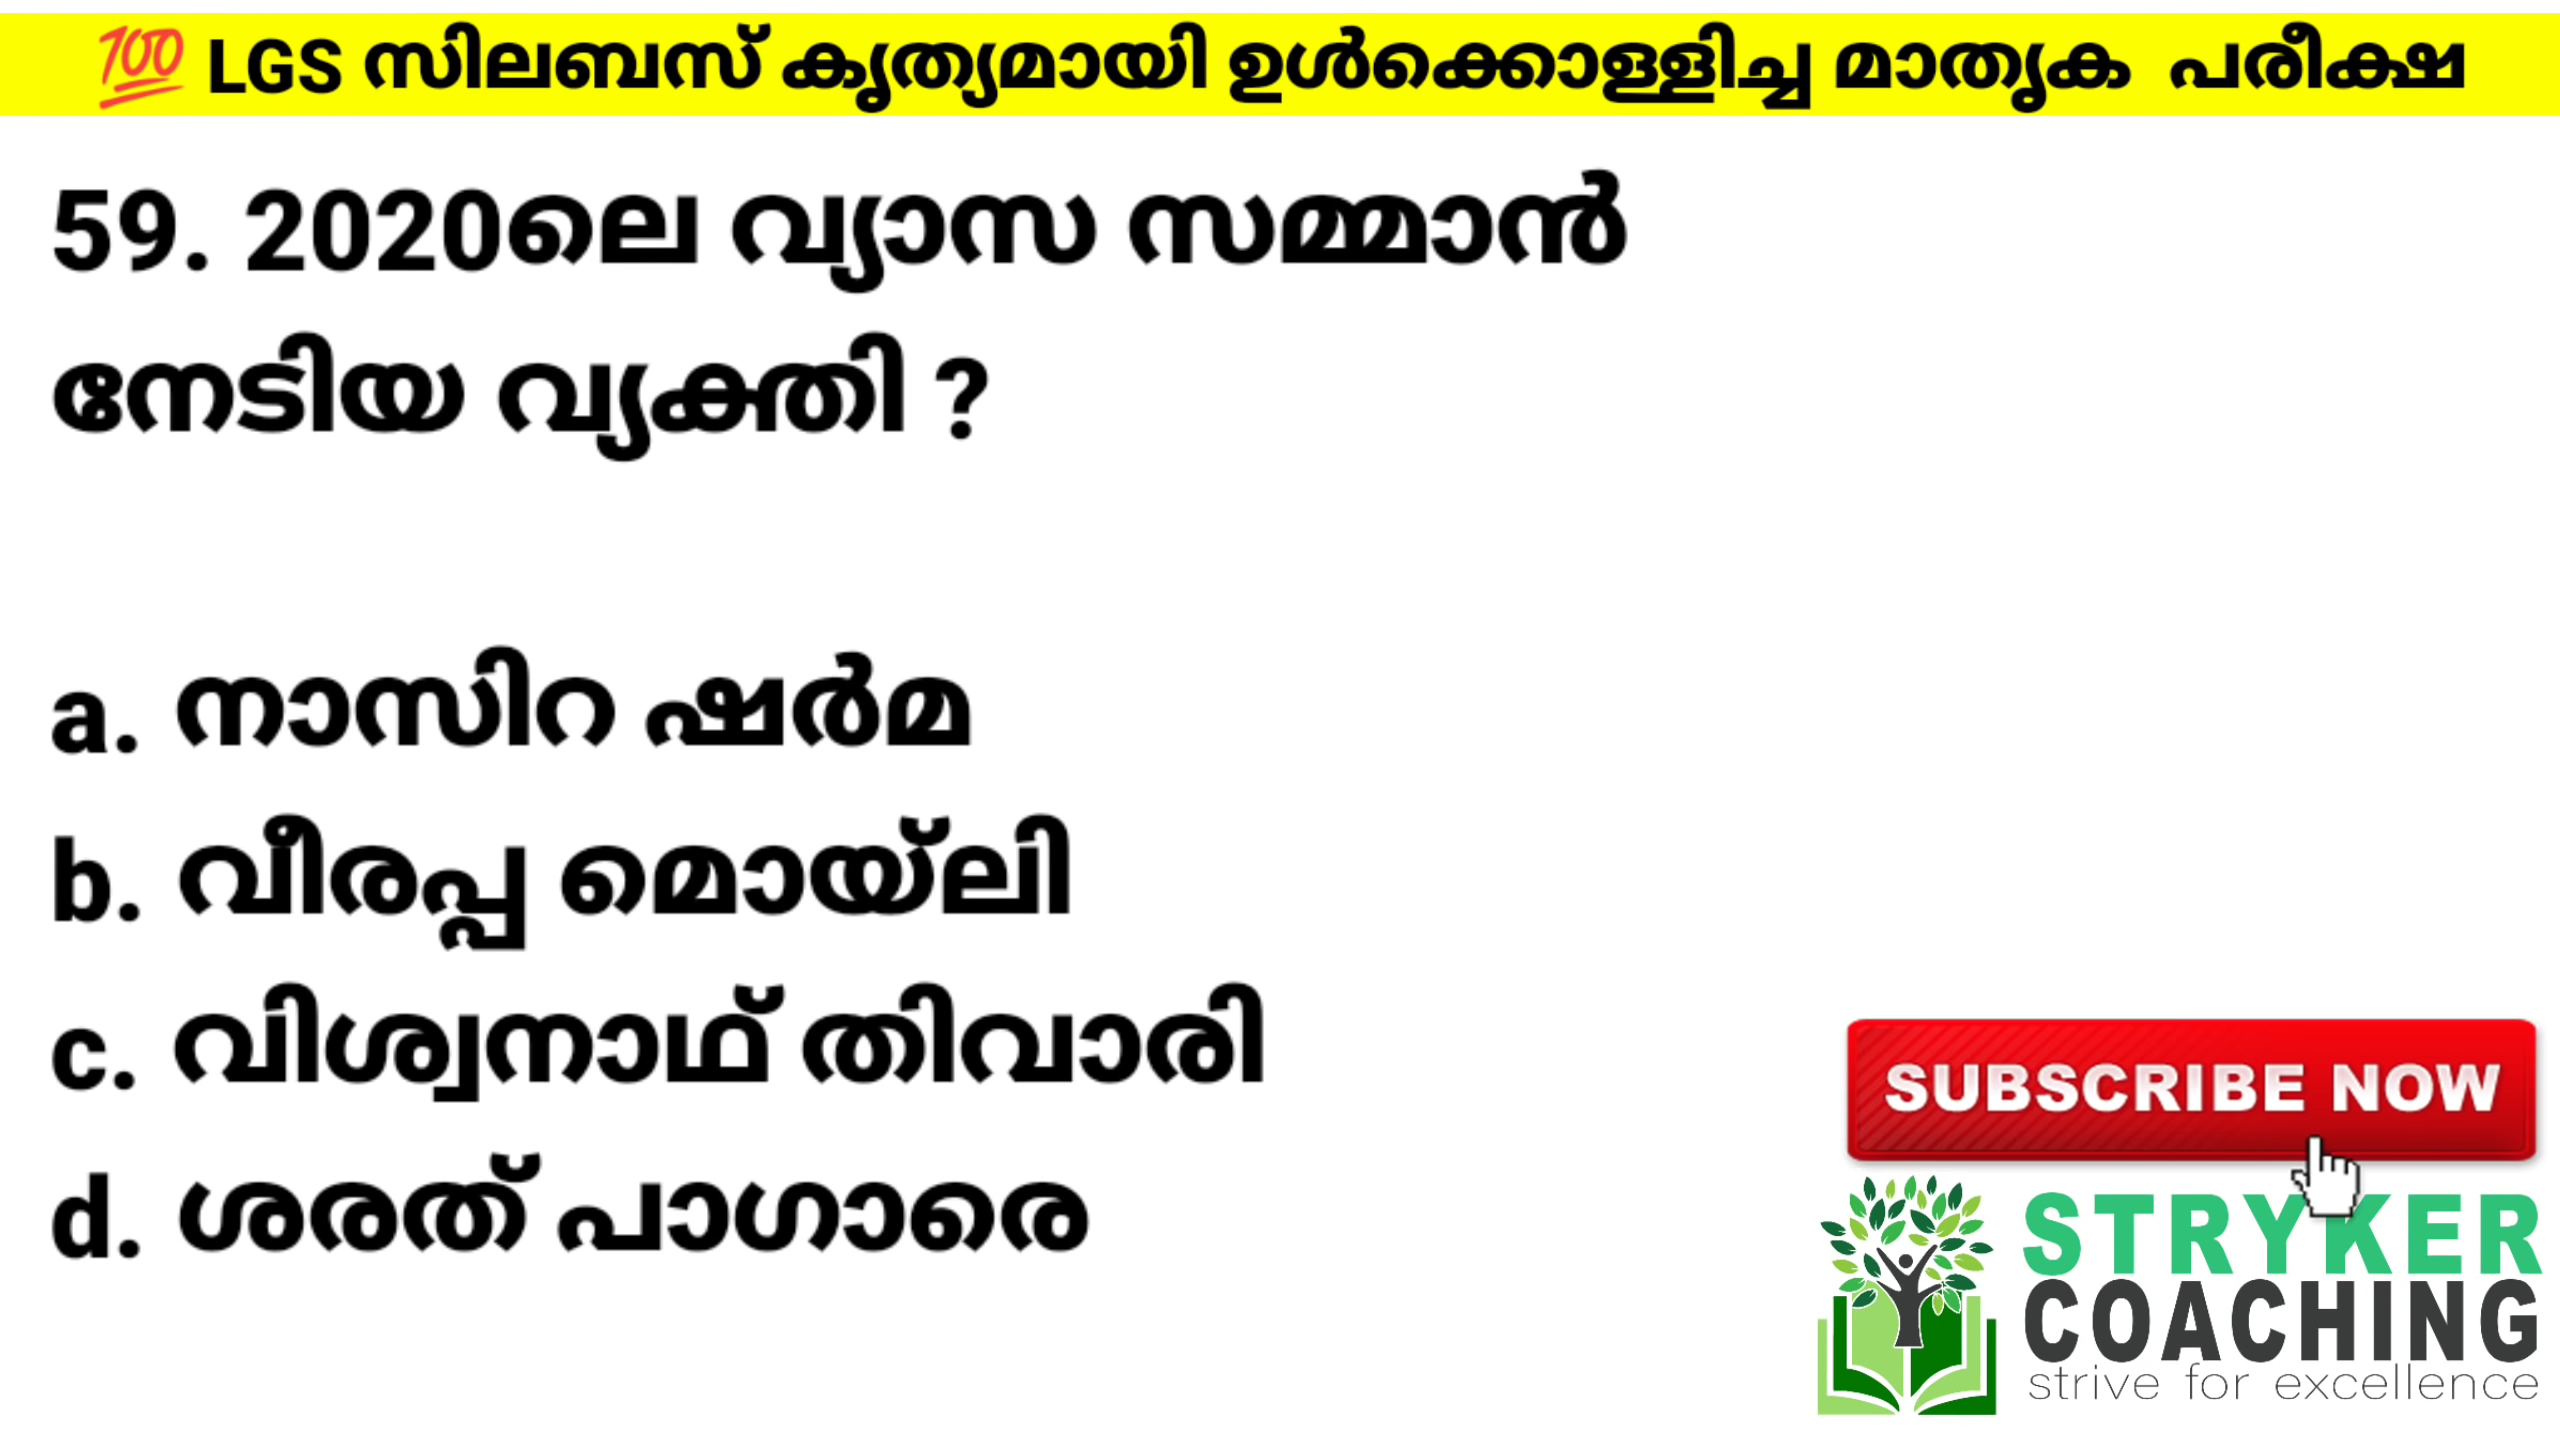 💯 LGS സിലബസ് കൃത്യമായി ഉൾക്കൊള്ളിച്ച മാതൃക പരീക്ഷ
59. 2020ലെ വ്യാസ സമ്മാൻ
നേടിയ വ്യക്തി ?
a. നാസിറ ഷർമ
b. വീരപ്പ മൊയ്ലി
c. വിശ്വനാഥ് തിവാരി
d. ശരത് പാഗാരെ
SUBSCRIBE NOW
STRYKER
COACHING
strive for excellence